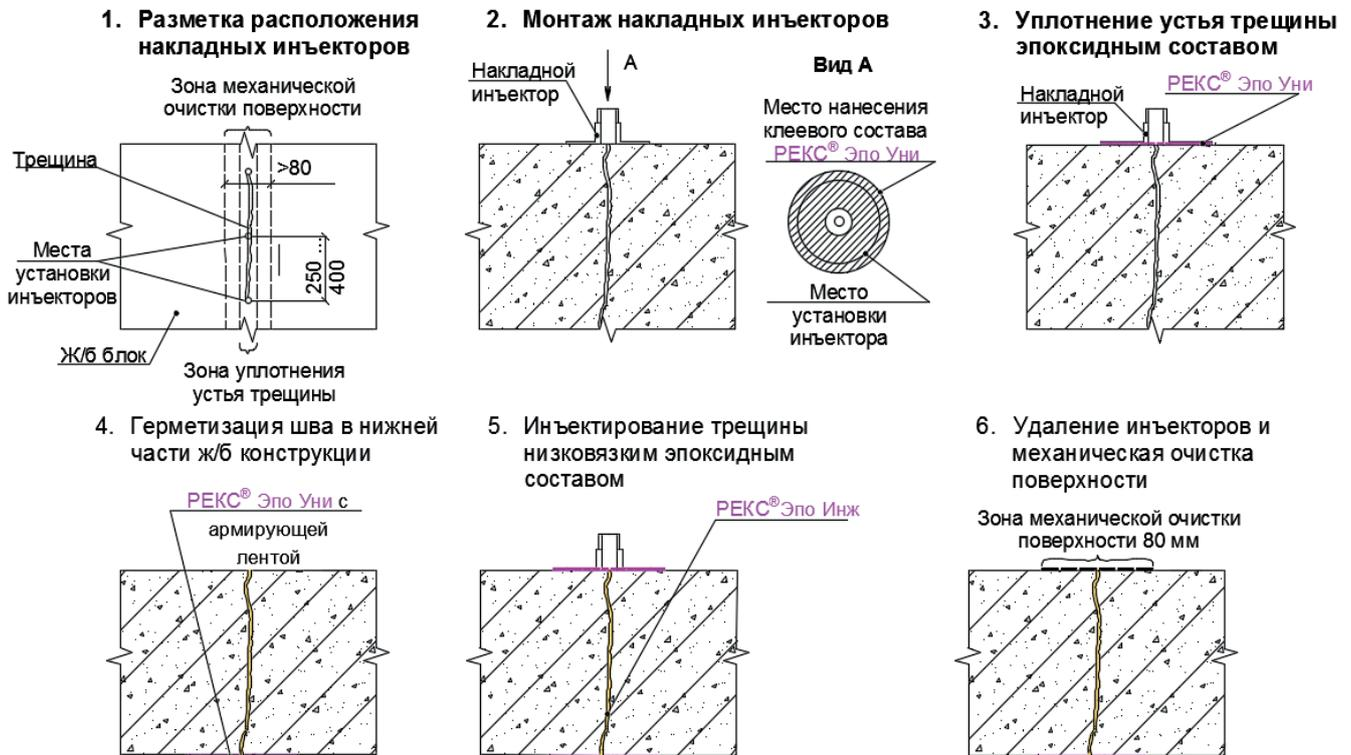 1. Разметка расположения
накладных инъекторов
Зона механической
очистки поверхности
Трещина
>80
Места
установки
инъекторов
250...
400
Ж/б блок
Зона уплотнения
устья трещины
2. Монтаж накладных инъекторов
Накладной
инъектор
А
Вид А
Место нанесения
клеевого состава
РЕКС® Эпо Уни
Место
установки
инъектора
3. Уплотнение устья трещины
эпоксидным составом
Накладной
инъектор
РЕКС® Эпо Уни
4. Герметизация шва в нижней
части ж/б конструкции
РЕКС® Эпо Уни с
армирующей
лентой
5. Инъектирование трещины
низковязким эпоксидным
составом
РЕКС®Эпо Инж
6. Удаление инъекторов и
механическая очистка
поверхности
Зона механической очистки
поверхности 80 мм